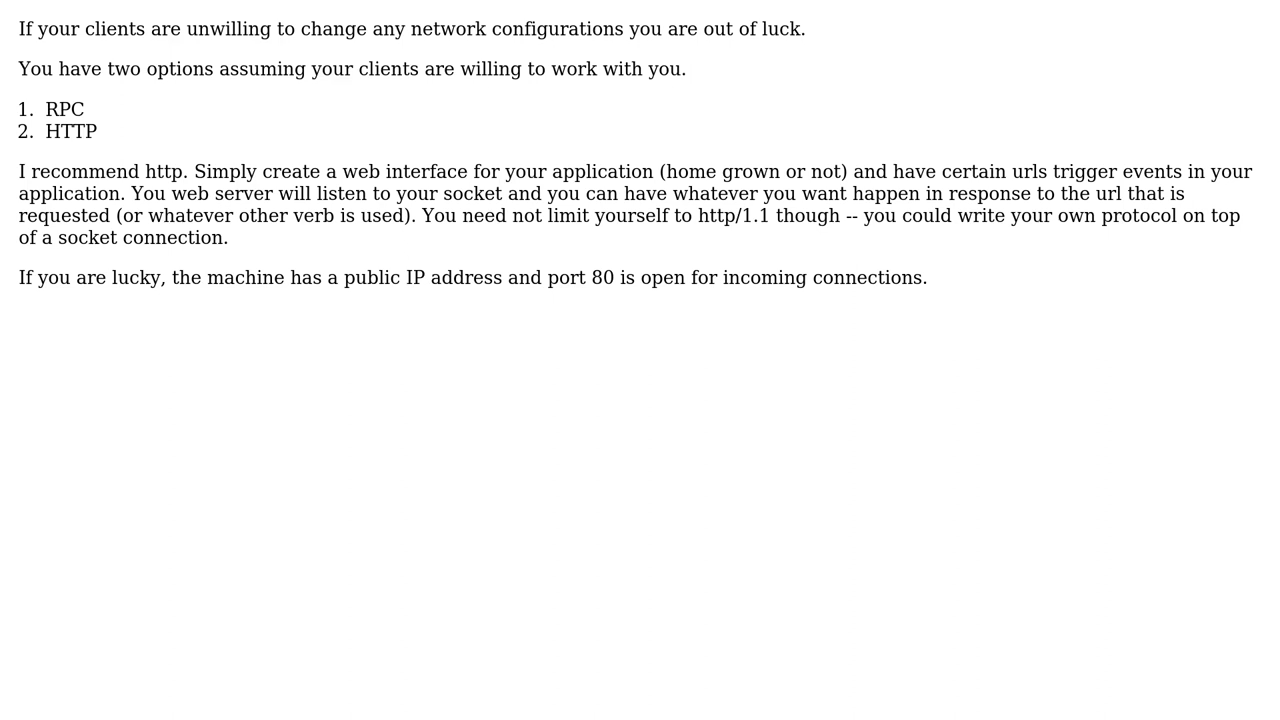 If your clients are unwilling to change any network configurations you are out of luck.
You have two options assuming your clients are willing to work with you.
1. RPC
2. HTTP
I recommend http. Simply create a web interface for your application (home grown or not) and have certain urls trigger events in your
application. You web server will listen to your socket and you can have whatever you want happen in response to the url that is
requested (or whatever other verb is used). You need not limit yourself to http/1.1 though -- you could write your own protocol on top
of a socket connection.
If you are lucky, the machine has a public IP address and port 80 is open for incoming connections.